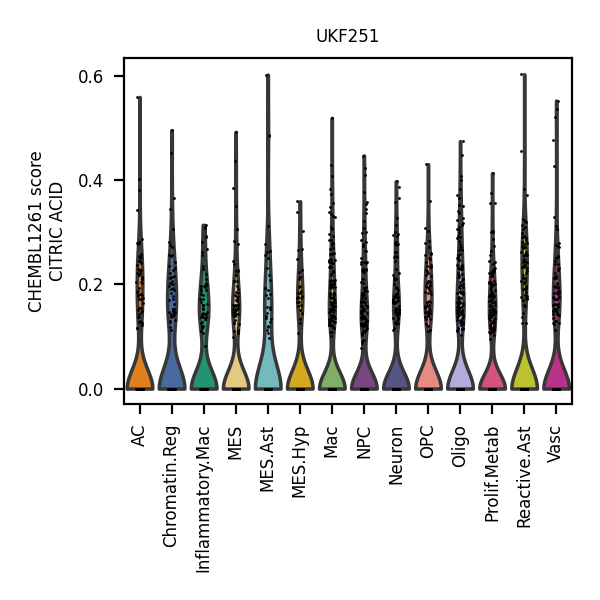 UKF251
CHEMBL1261 score
CITRIC ACID
0.6
0.4
0.2
0.0
AC
Chromatin.Reg
Inflammatory.Mac
MES
MES.Ast
MES.Hyp
Mac
NPC
Neuron
OPC
Oligo
Prolif.Metab
Reactive.Ast
Vasc